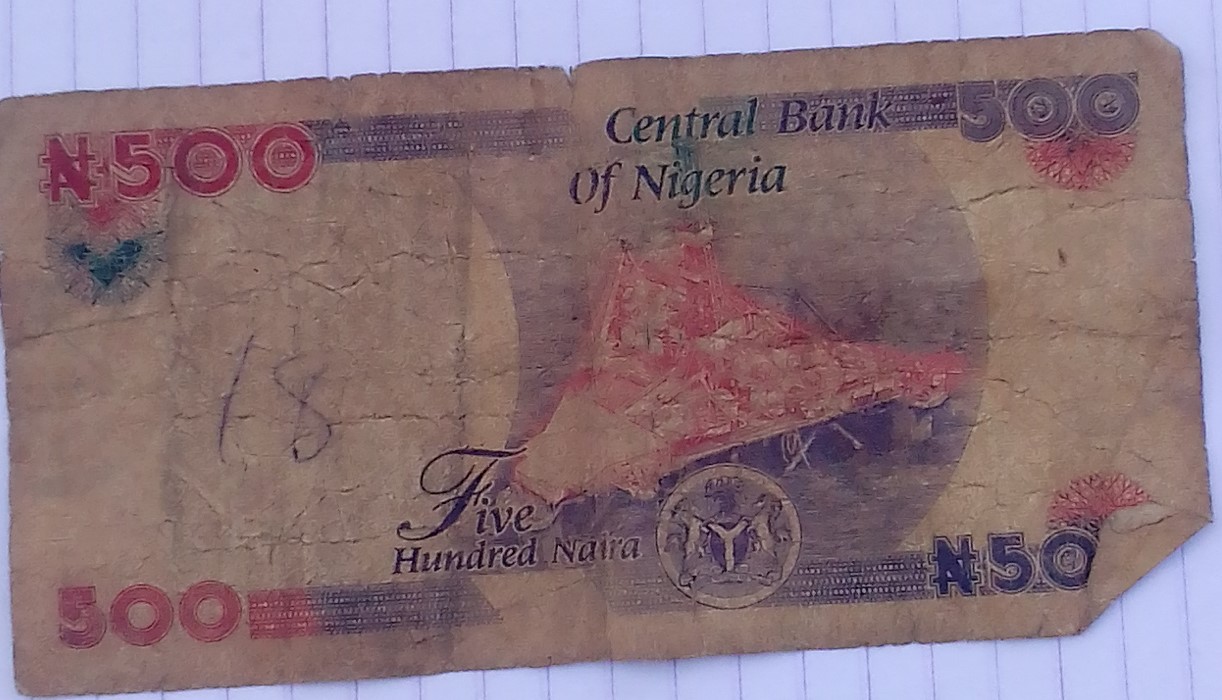 ₦500
Central Bank
Of Nigeria
500
18
Five
Hundred Naira
500
₦50